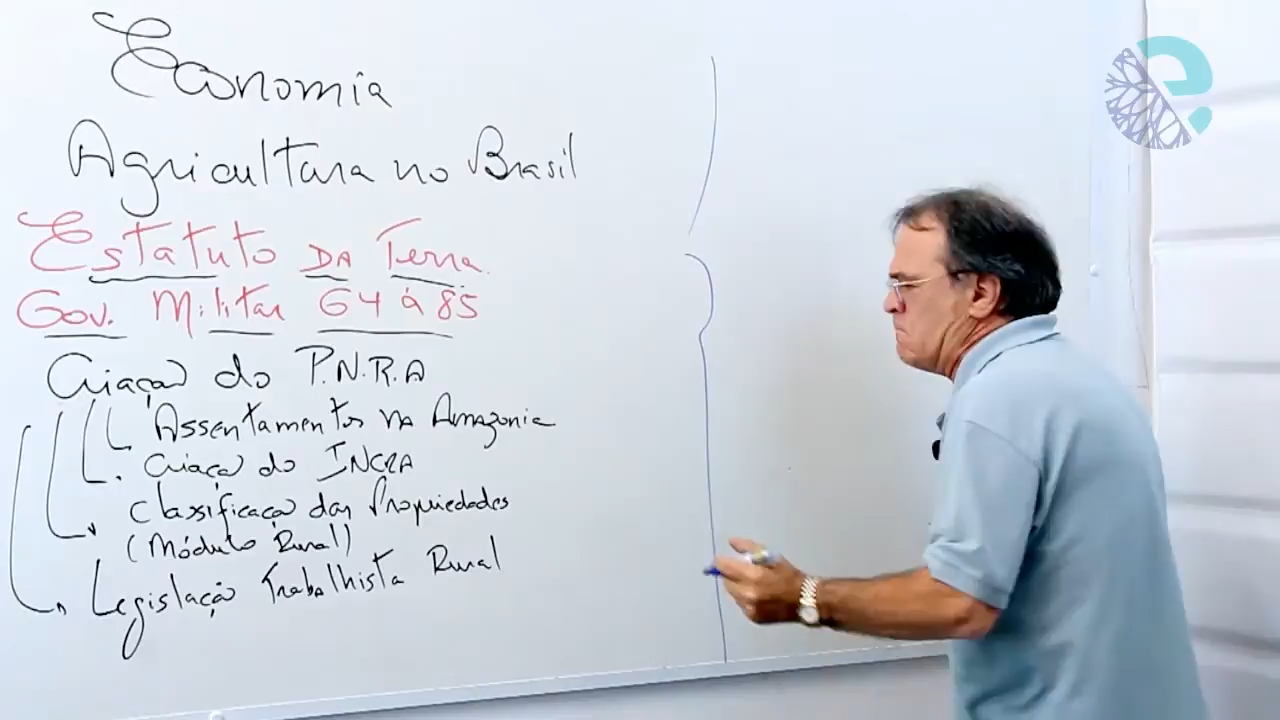 Economia
Agricultura no Brasil
Estatuto DA Terra.
Gov. Militar 64 à 85
Criação do P.N.R.A
Assentamentos na Amazonia
Criação do INCRA
Classificação das Propriedades
(Módulo Rural)
Legislação Trabalhista Rural